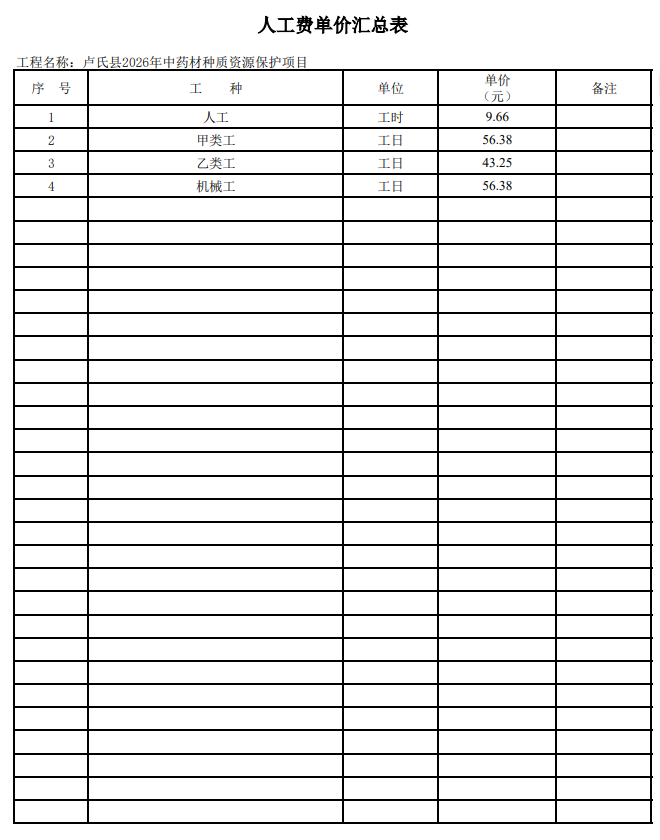 人工费单价汇总表
工程名称：卢氏县2026年中药材种质资源保护项目
序 号 工 种 单位 单价（元） 备注
1 人工 工时 9.66
2 甲类工 工日 56.38
3 乙类工 工日 43.25
4 机械工 工日 56.38